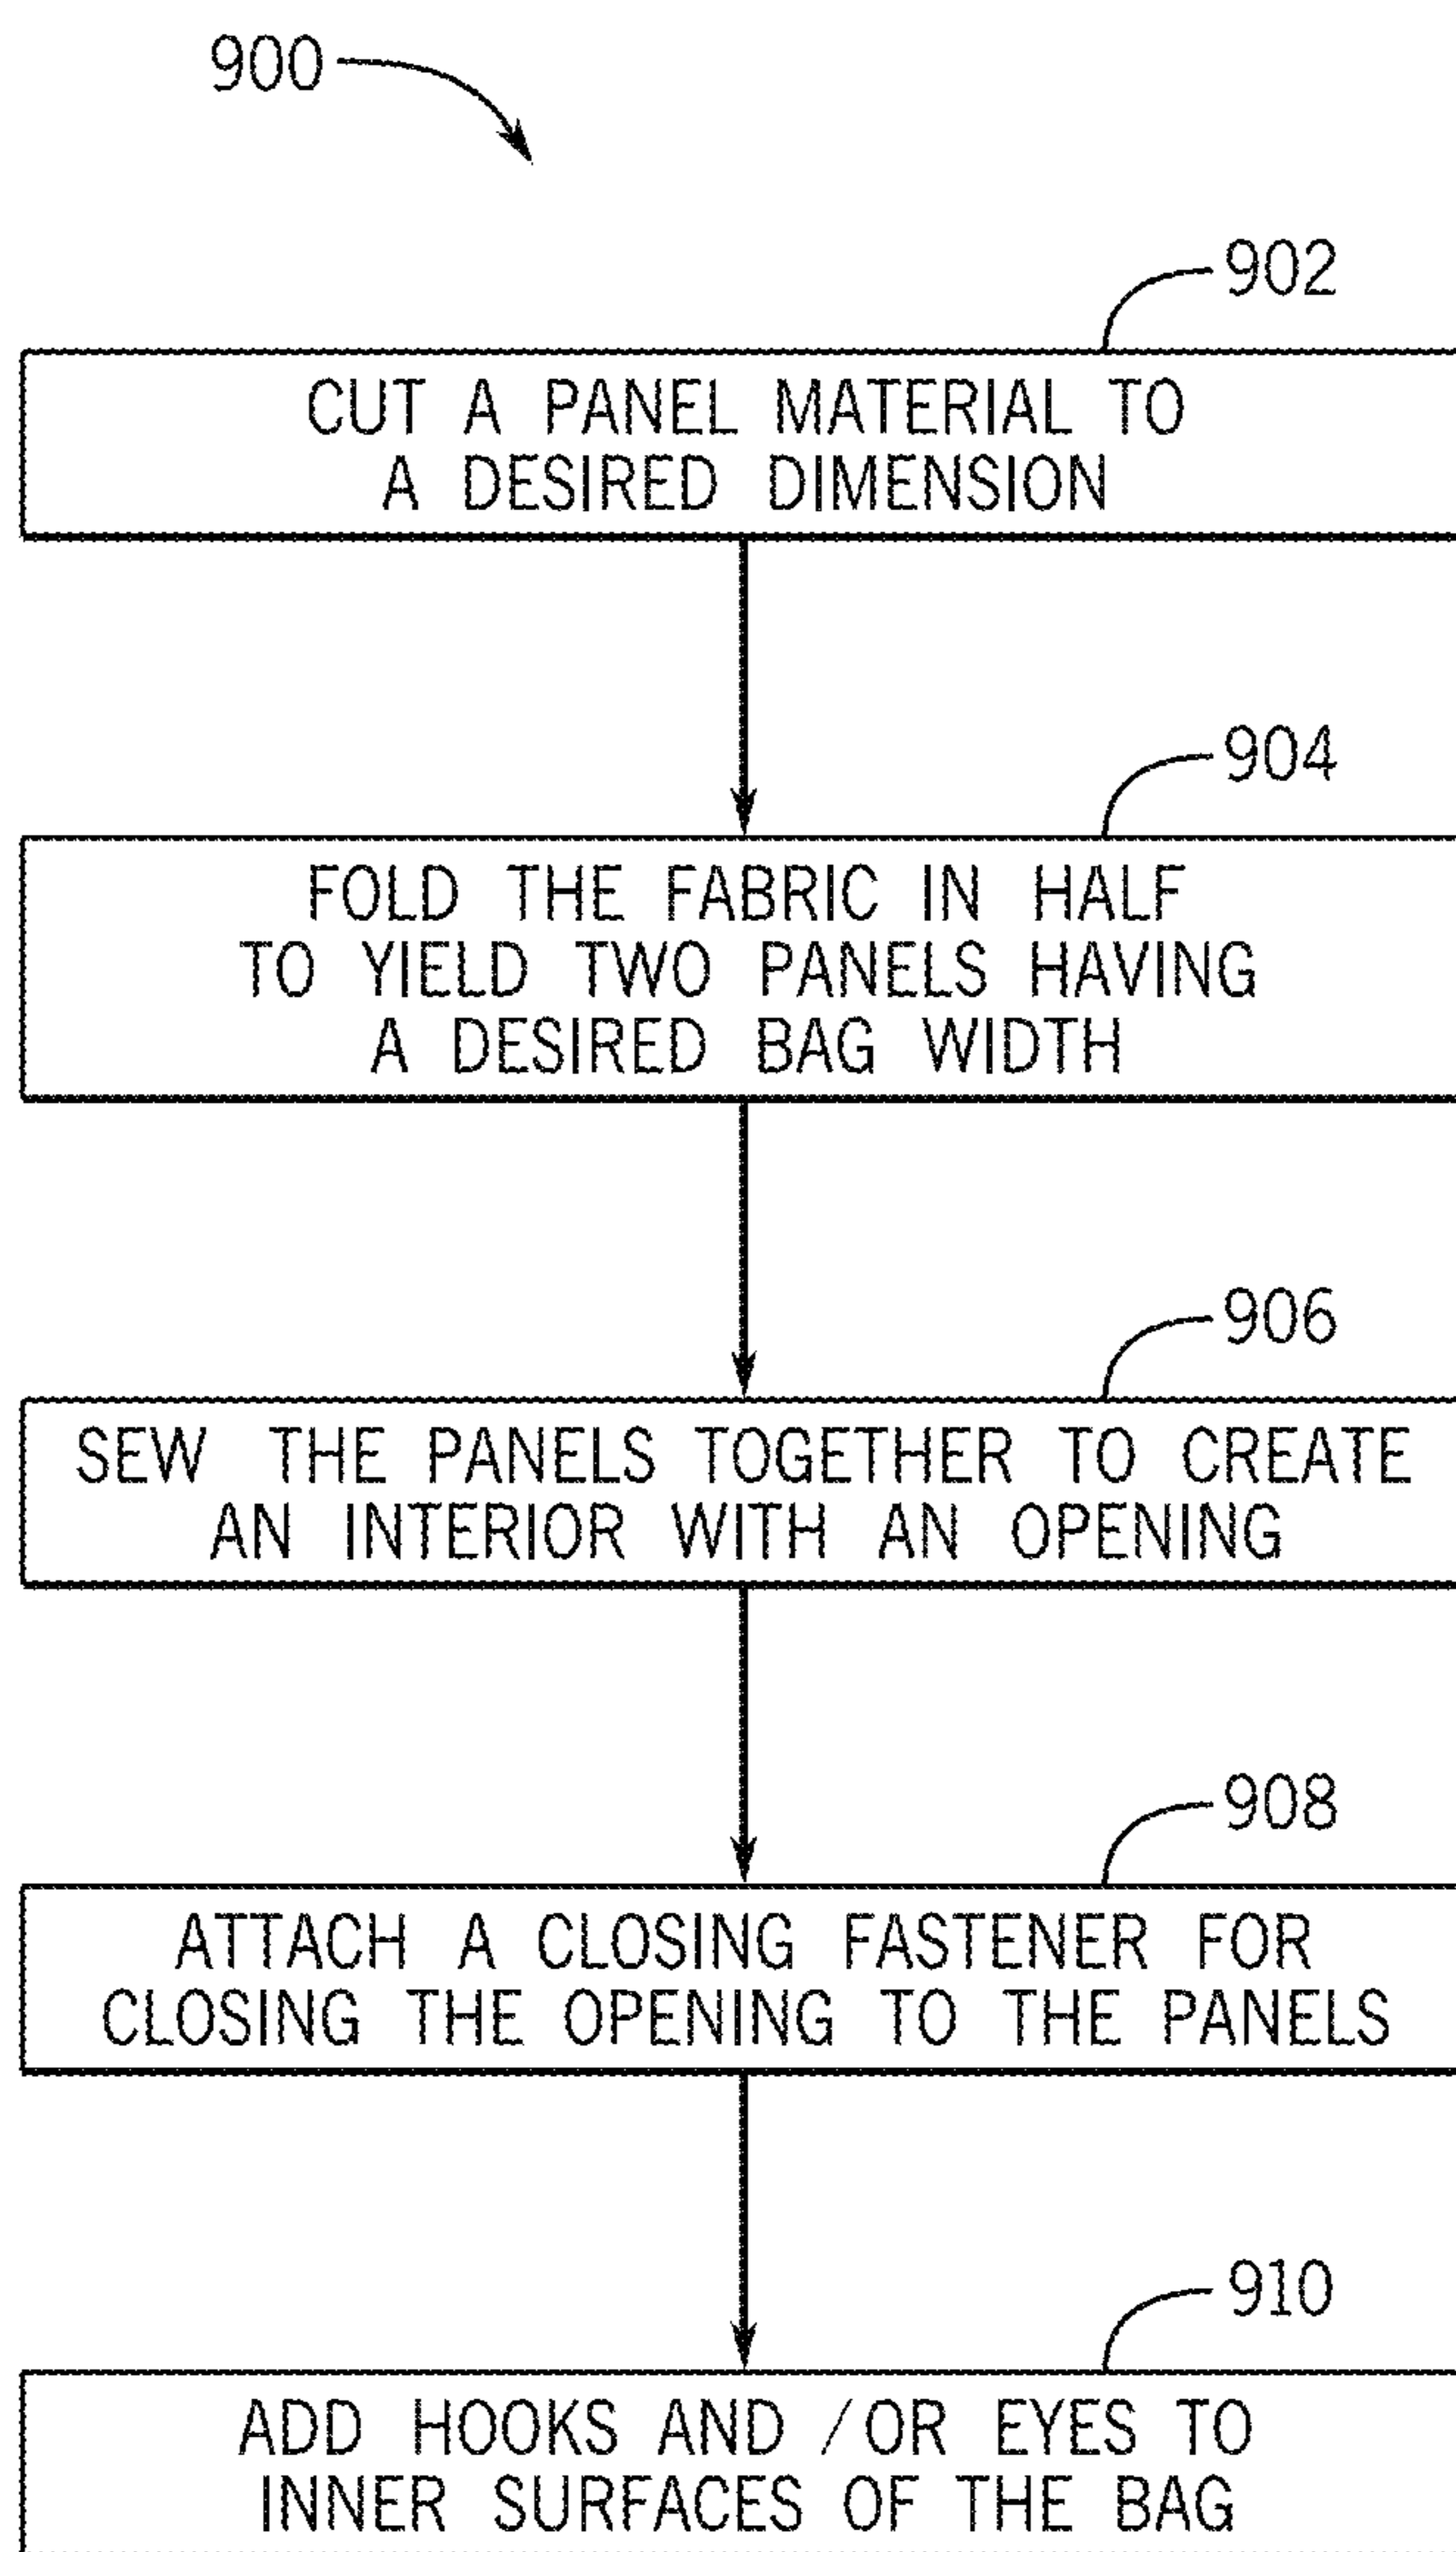 900
902
CUT A PANEL MATERIAL TO
A DESIRED DIMENSION
904
FOLD THE FABRIC IN HALF
TO YIELD TWO PANELS HAVING
A DESIRED BAG WIDTH
906
SEW THE PANELS TOGETHER TO CREATE
AN INTERIOR WITH AN OPENING
908
ATTACH A CLOSING FASTENER FOR
CLOSING THE OPENING TO THE PANELS
910
ADD HOOKS AND /OR EYES TO
INNER SURFACES OF THE BAG